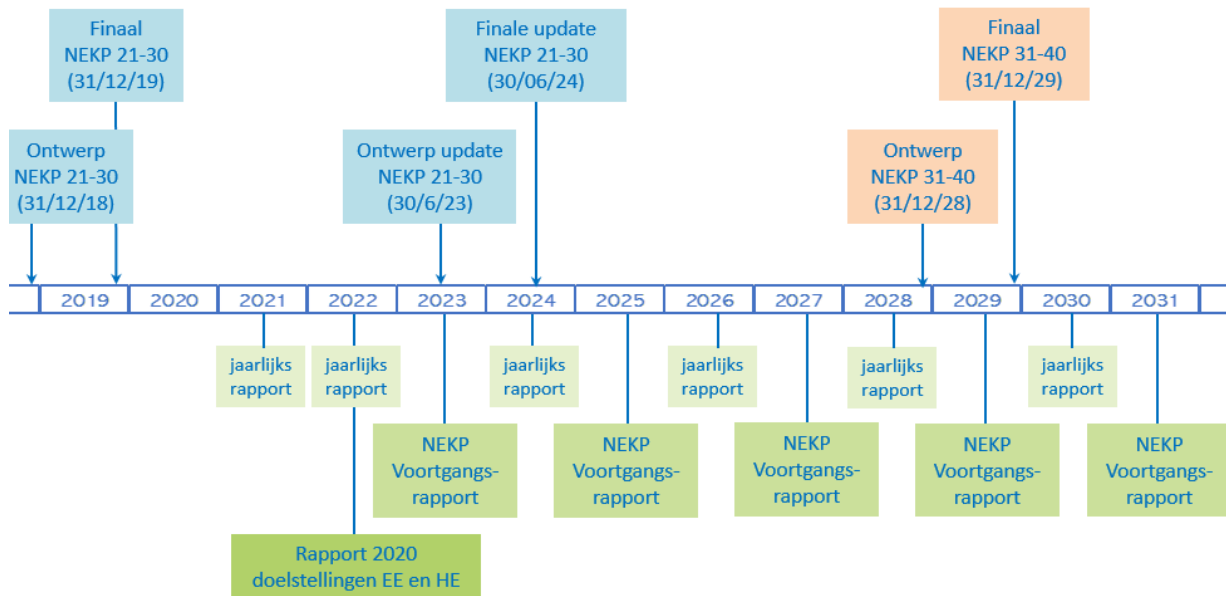 Finaal
NEKP 21-30
(31/12/19)
Finale update
NEKP 21-30
(30/06/24)
Finaal
NEKP 31-40
(31/12/29)
Ontwerp
NEKP 21-30
(31/12/18)
Ontwerp update
NEKP 21-30
(30/6/23)
Ontwerp
NEKP 31-40
(31/12/28)
2019 2020 2021 2022 2023 2024 2025 2026 2027 2028 2029 2030 2031
jaarlijks
rapport
jaarlijks
rapport
jaarlijks
rapport
jaarlijks
rapport
jaarlijks
rapport
jaarlijks
rapport
NEKP
Voortgangs-
rapport
NEKP
Voortgangs-
rapport
NEKP
Voortgangs-
rapport
NEKP
Voortgangs-
rapport
NEKP
Voortgangs-
rapport
Rapport 2020
doelstellingen EE en HE